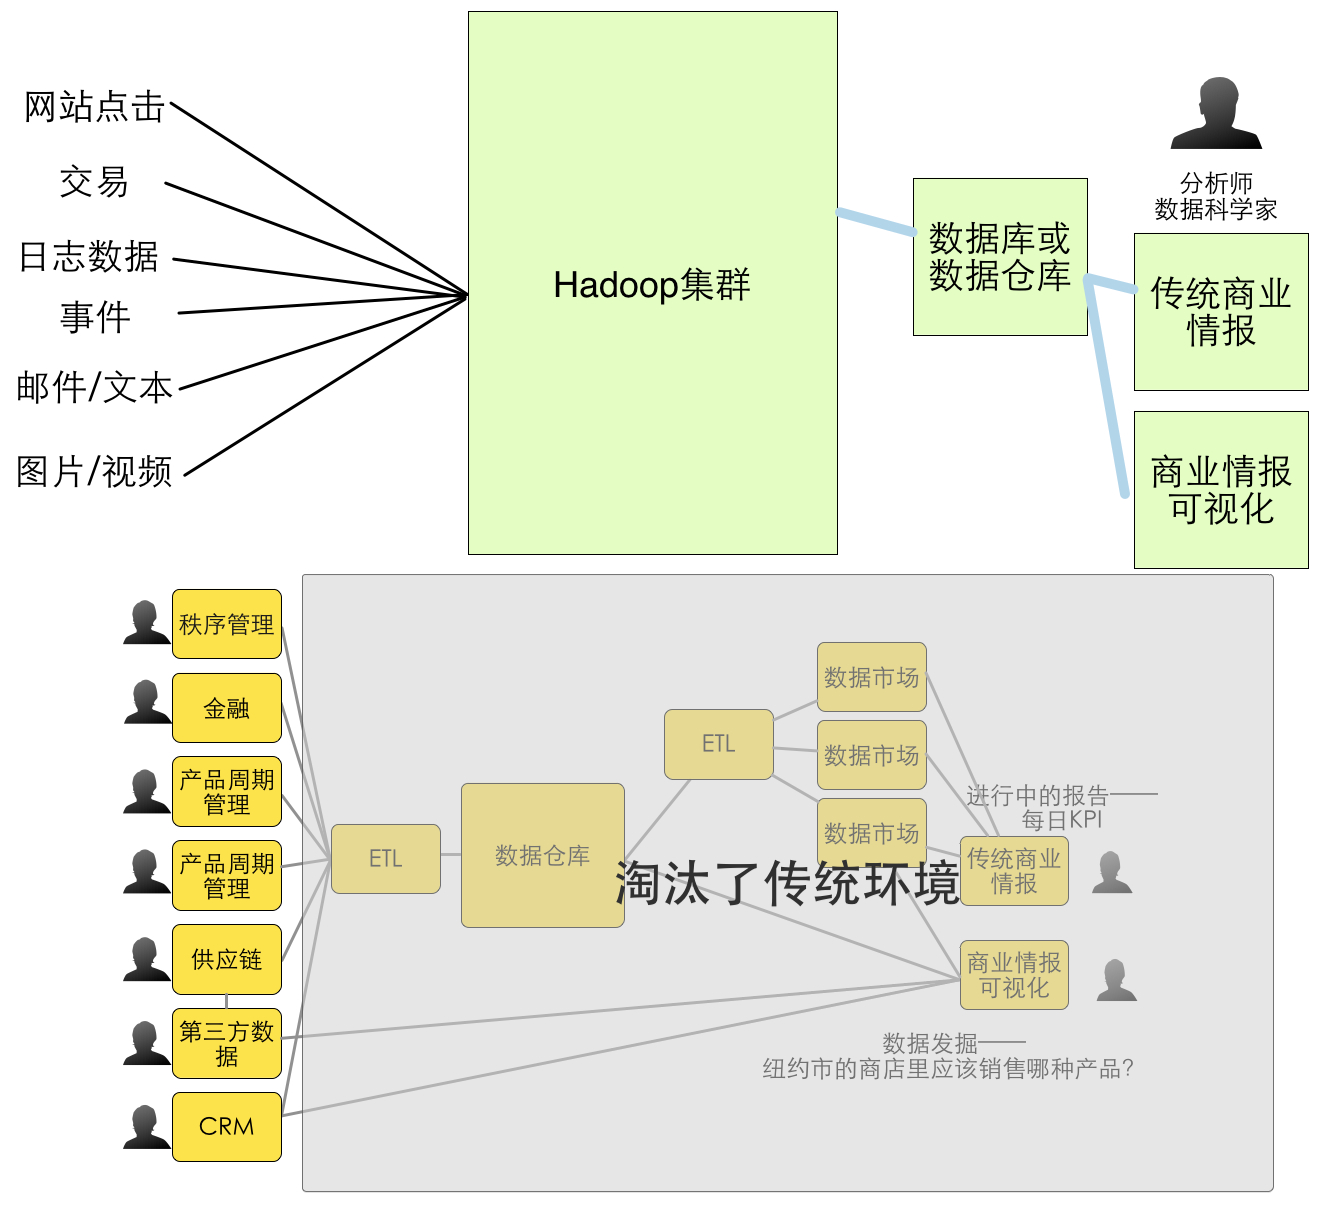 网站点击
交易
日志数据
事件
邮件/文本
图片/视频
Hadoop集群
数据库或
数据仓库
分析师
数据科学家
传统商业
情报
商业情报
可视化
秩序管理
金融
产品周期
管理
产品周期
管理
供应链
第三方数
据
CRM
ETL
数据仓库
ETL
数据市场
数据市场
数据市场
淘汰了传统环境
进行中的报告——
每日KPI
传统商业
情报
商业情报
可视化
数据发掘——
纽约市的商店里应该销售哪种产品?